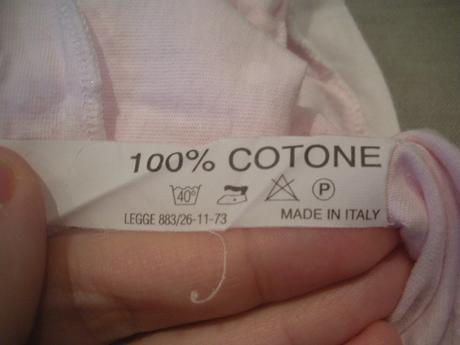 100% COTONE
40° P
LEGGE 883/26-11-73 MADE IN ITALY